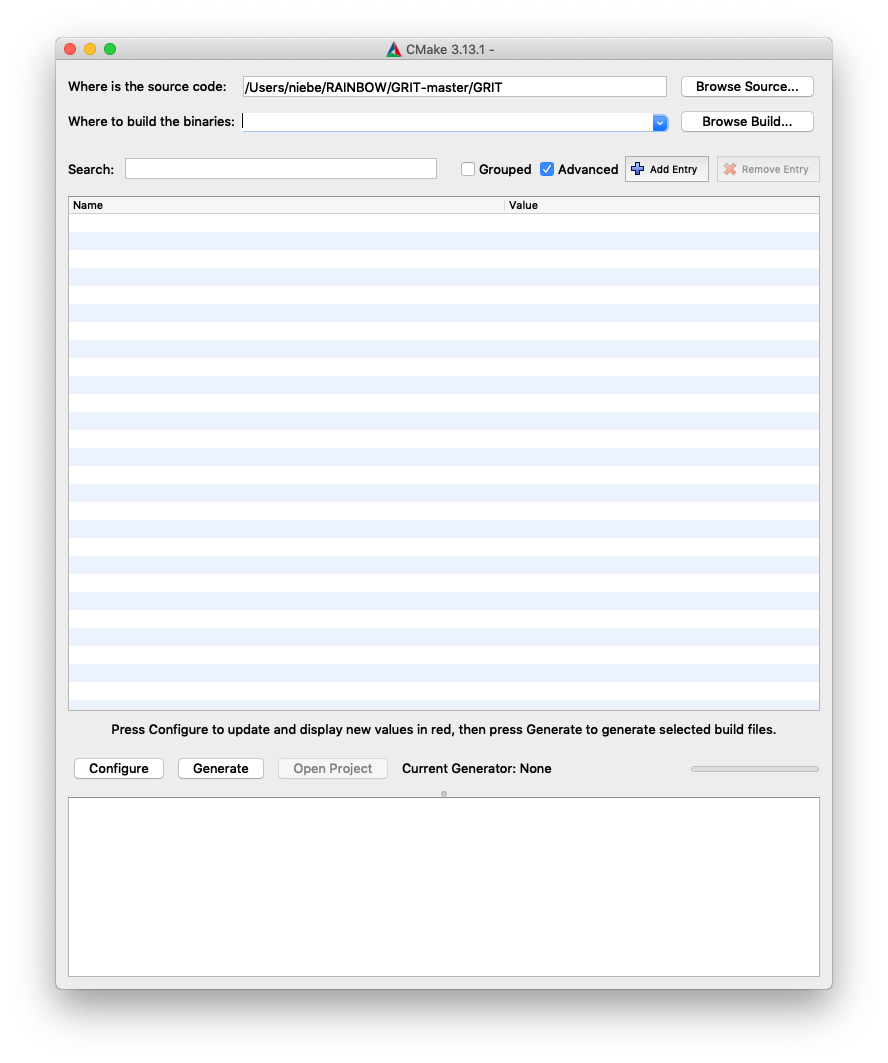 CMake 3.13.1 -
Where is the source code: /Users/niebe/RAINBOW/GRIT-master/GRIT Browse Source...
Where to build the binaries: Browse Build...
Search: Grouped Advanced Add Entry Remove Entry
Name Value
Press Configure to update and display new values in red, then press Generate to generate selected build files.
Configure Generate Open Project Current Generator: None